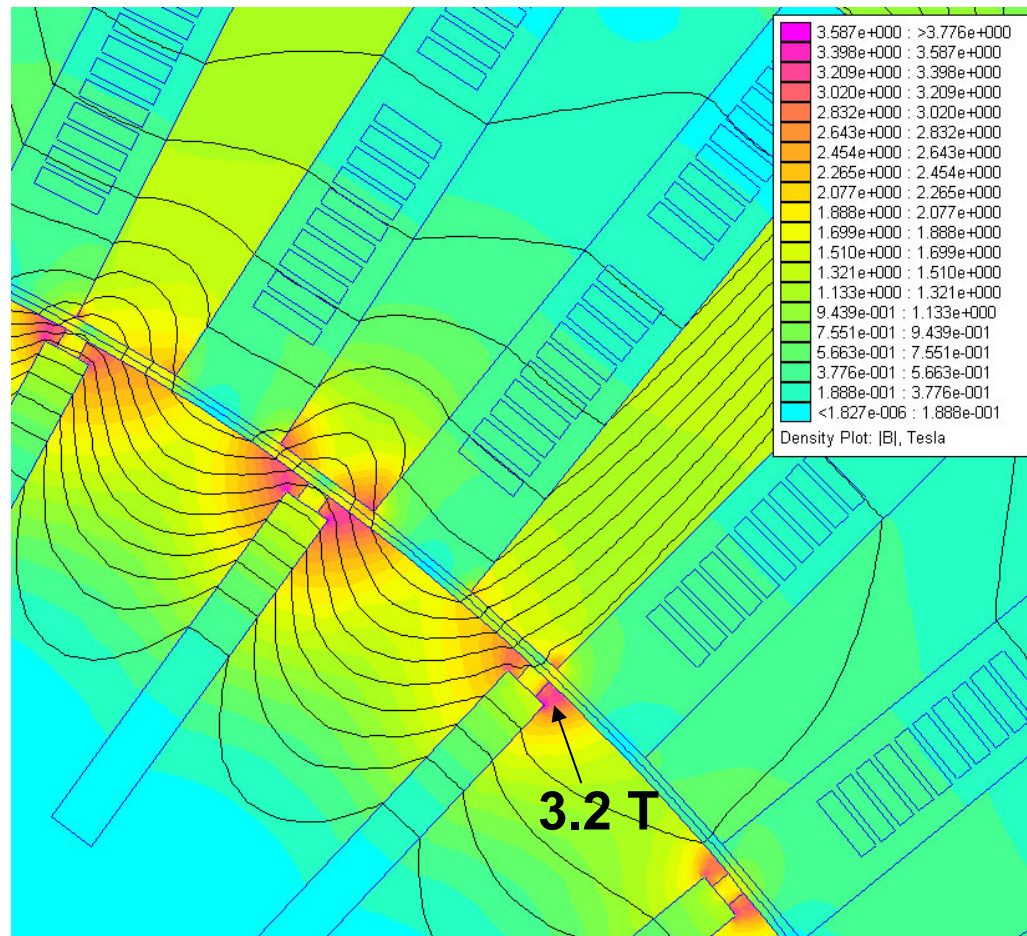 3.587e+000 : >3.776e+000
3.398e+000 : 3.587e+000
3.209e+000 : 3.398e+000
3.020e+000 : 3.209e+000
2.832e+000 : 3.020e+000
2.643e+000 : 2.832e+000
2.454e+000 : 2.643e+000
2.265e+000 : 2.454e+000
2.077e+000 : 2.265e+000
1.888e+000 : 2.077e+000
1.699e+000 : 1.888e+000
1.510e+000 : 1.699e+000
1.321e+000 : 1.510e+000
1.133e+000 : 1.321e+000
9.439e-001 : 1.133e+000
7.551e-001 : 9.439e-001
5.663e-001 : 7.551e-001
3.776e-001 : 5.663e-001
1.888e-001 : 3.776e-001
<1.827e-006 : 1.888e-001
Density Plot: |B|, Tesla
3.2 T